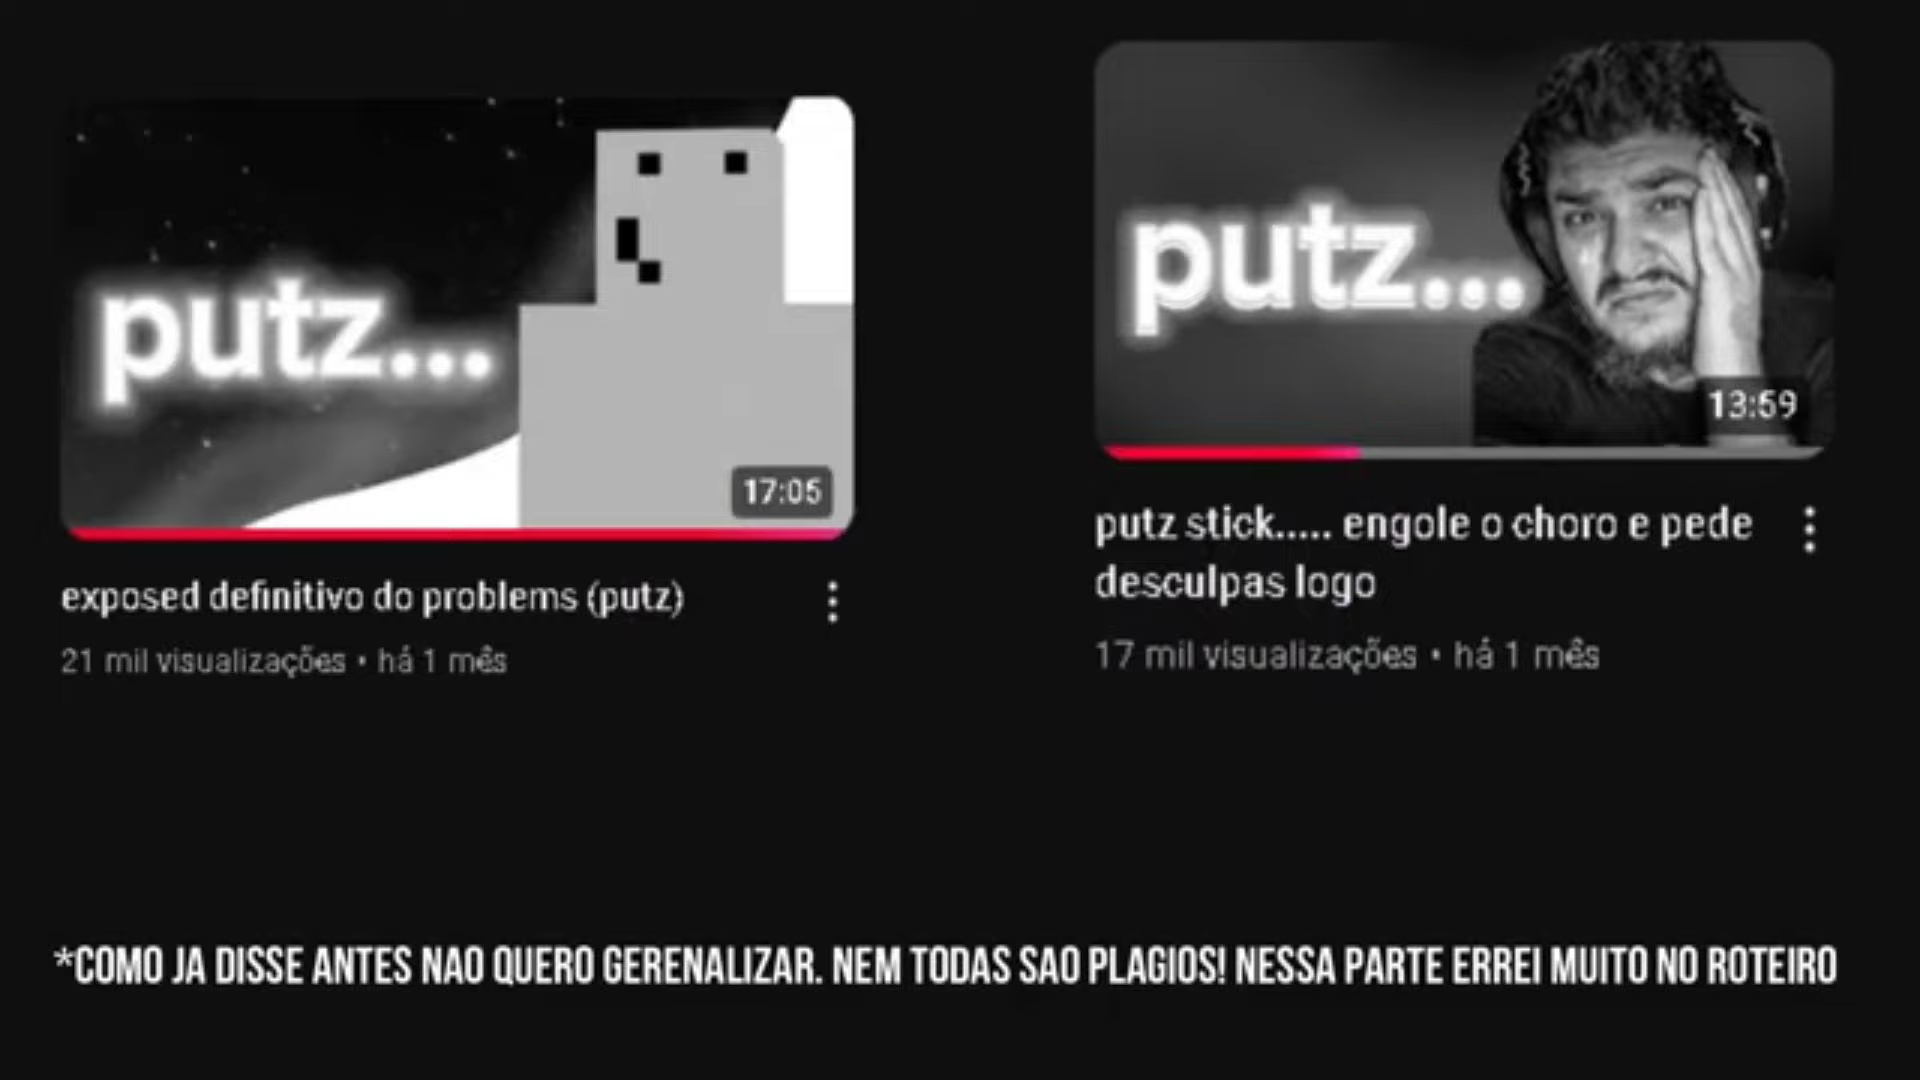 putz...
17:05
exposed definitivo do problems (putz)
21 mil visualizações • há 1 mês
putz...
13:59
putz stick..... engole o choro e pede
desculpas logo
17 mil visualizações • há 1 mês
*COMO JA DISSE ANTES NAO QUERO GERENALIZAR. NEM TODAS SAO PLAGIOS! NESSA PARTE ERREI MUITO NO ROTEIRO